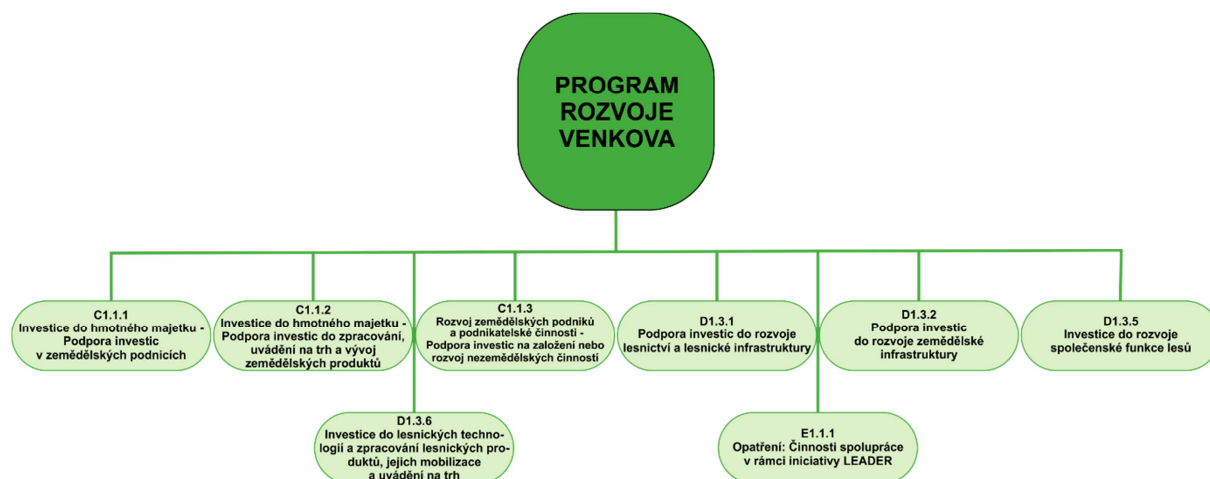 PROGRAM
ROZVOJE
VENKOVA
C1.1.1
Investice do hmotného majetku -
Podpora investic
v zemědělských podnicích
C1.1.2
Investice do hmotného majetku -
Podpora investic do zpracování,
uvádění na trh a vývoj
zemědělských produktů
C1.1.3
Rozvoj zemědělských podniků
a podnikatelské činnosti -
Podpora investic na založení nebo
rozvoj nezemědělských činností
D1.3.1
Podpora investic do rozvoje
lesnictví a lesnické infrastruktury
D1.3.2
Podpora investic
do rozvoje zemědělské
infrastruktury
D1.3.5
Investice do rozvoje
společenské funkce lesů
D1.3.6
Investice do lesnických techno-
logií a zpracování lesnických pro-
duktů, jejich mobilizace
a uvádění na trh
E1.1.1
Opatření: Činnosti spolupráce
v rámci iniciativy LEADER